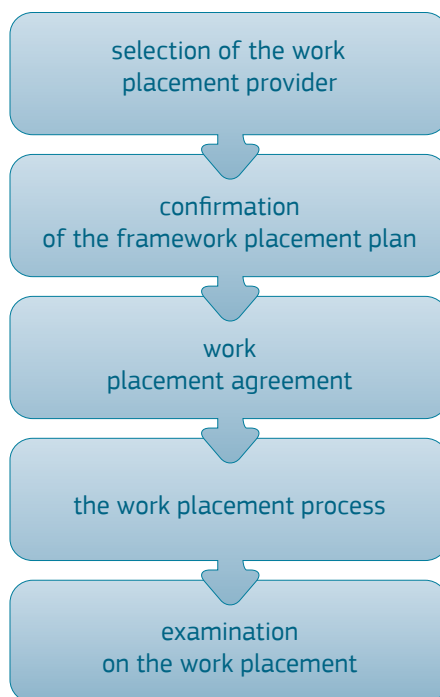 selection of the work
placement provider
confirmation
of the framework placement plan
work
placement agreement
the work placement process
examination
on the work placement